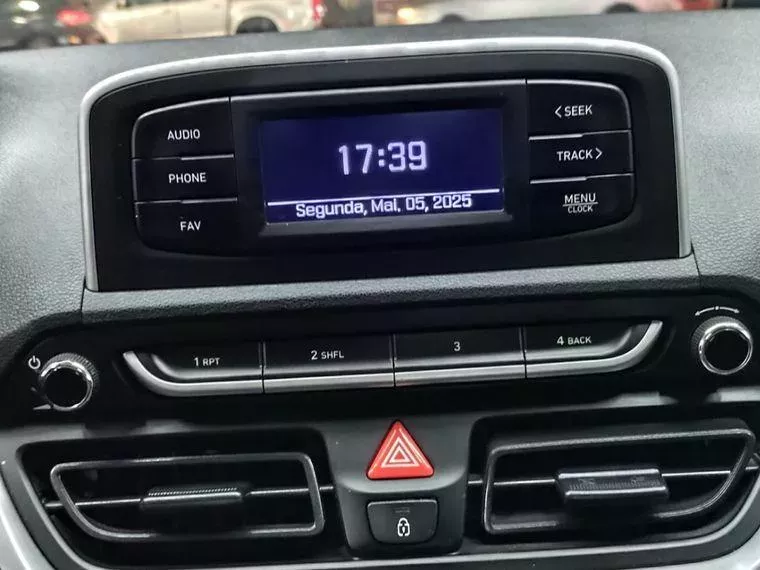 AUDIO
PHONE
FAV
17:39
Segunda, Mai. 05, 2025
< SEEK
TRACK >
MENU
CLOCK
1 RPT
2 SHFL
3
4 BACK